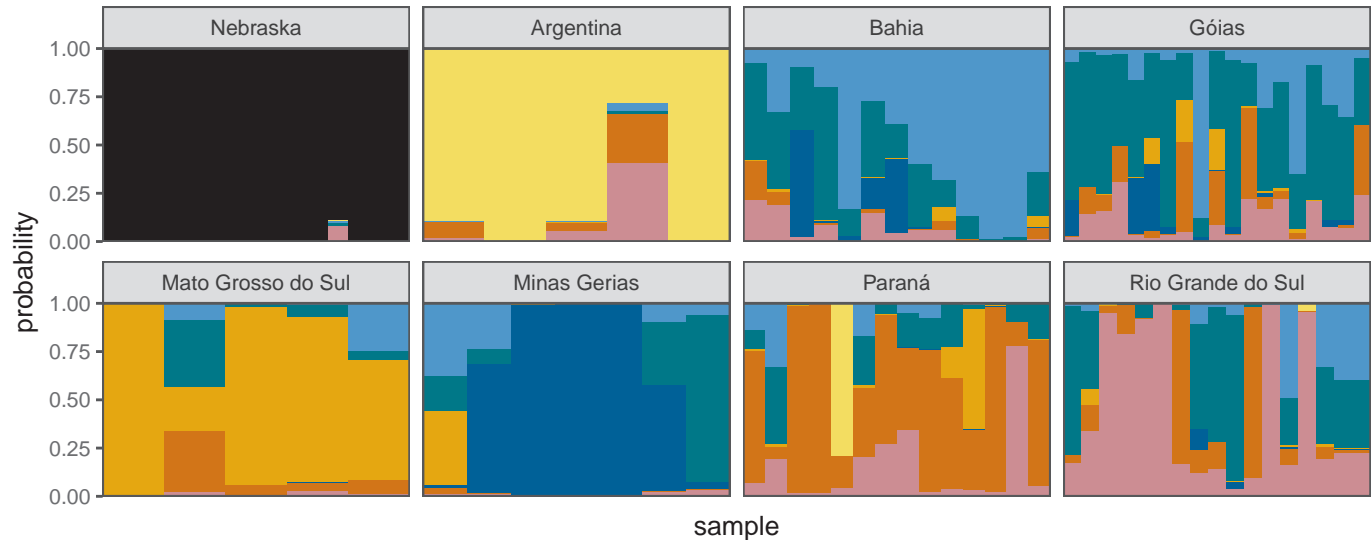 Nebraska
Argentina
Bahia
Góias
1.00
0.75
0.50
0.25
0.00
Mato Grosso do Sul
Minas Gerias
Paraná
Rio Grande do Sul
1.00
0.75
0.50
0.25
0.00
probability
sample